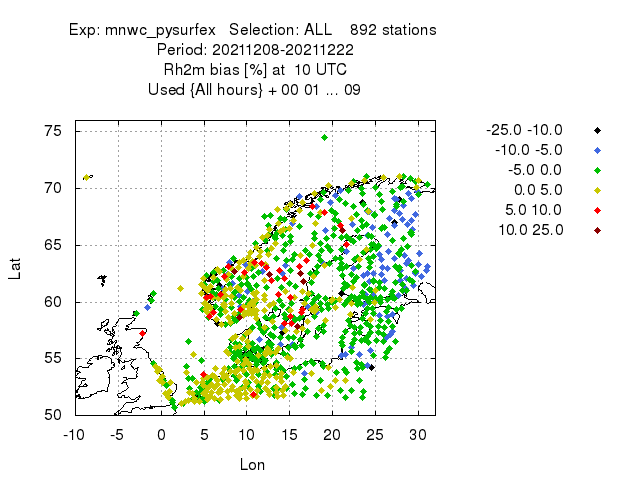 Exp: mnwc_pysurfex   Selection: ALL    892 stations
Period: 20211208-20211222
Rh2m bias [%] at  10 UTC
Used {All hours} + 00 01 ... 09
-25.0 -10.0
-10.0 -5.0
-5.0 0.0
0.0 5.0
5.0 10.0
10.0 25.0
75
70
65
60
55
50
Lat
-10 -5 0 5 10 15 20 25 30
Lon